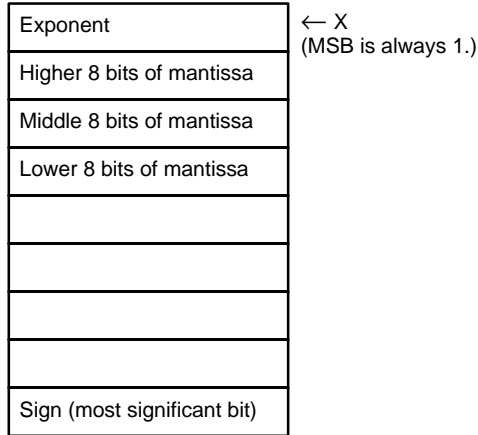 Exponent
← X
(MSB is always 1.)
Higher 8 bits of mantissa
Middle 8 bits of mantissa
Lower 8 bits of mantissa
Sign (most significant bit)